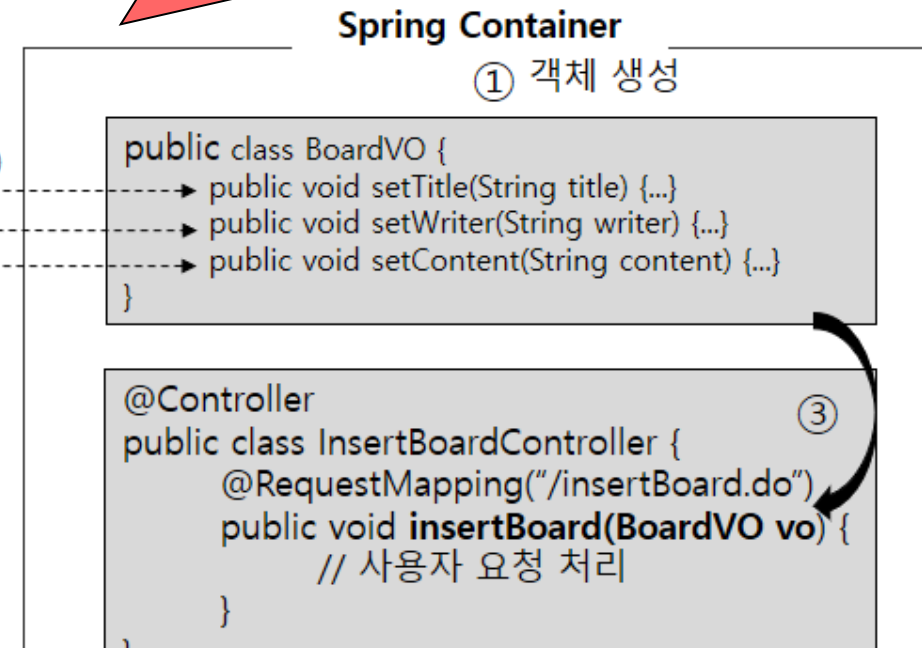 Spring Container
① 객체 생성
public class BoardVO {
public void setTitle(String title) {...}
public void setWriter(String writer) {...}
public void setContent(String content) {...}
}
@Controller
③
public class InsertBoardController {
@RequestMapping(“/insertBoard.do”)
public void insertBoard(BoardVO vo) {
// 사용자 요청 처리
}
}